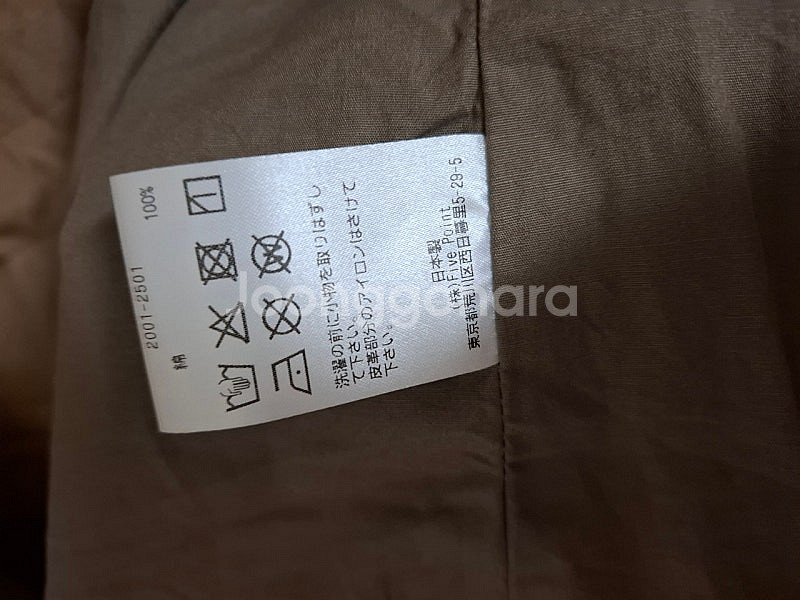 2001-2501
綿 100%
洗濯の前に小物を取りはずし
て下さい。
皮革部分のアイロンはさけて
下さい。
日本製
(株)Five Point
東京都荒川区西日暮里5-29-5
loonggohara